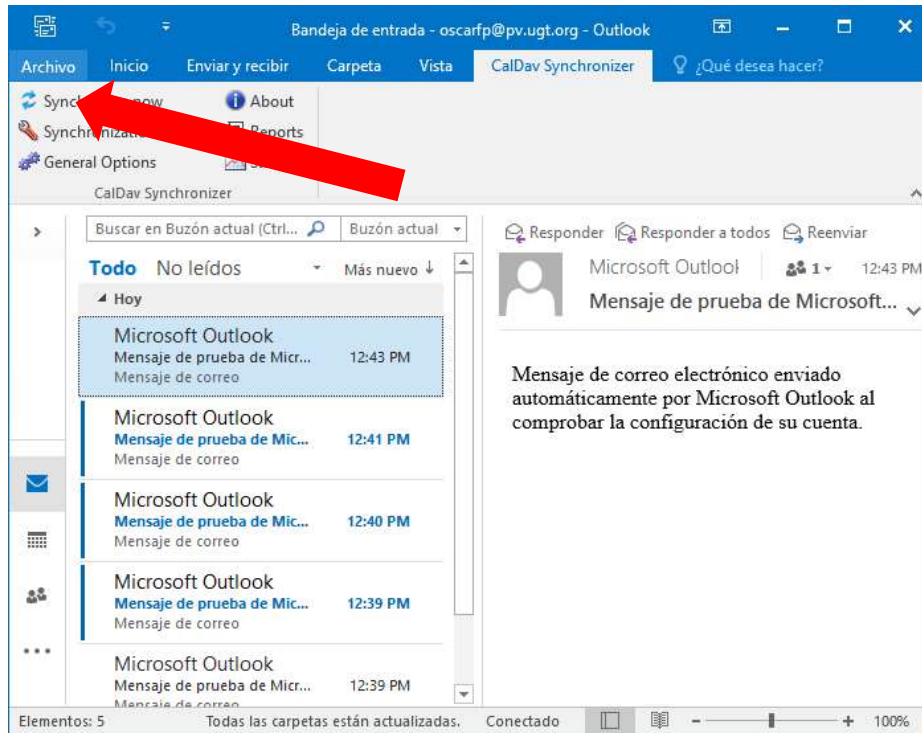 Bandeja de entrada - oscarfp@pv.ugt.org - Outlook
Archivo Inicio Enviar y recibir Carpeta Vista CalDav Synchronizer ¿Qué desea hacer?
now About
Reports
General Options
CalDav Synchronizer
Buscar en Buzón actual (Ctrl... Buzón actual
Responder Responder a todos Reenviar
Todo No leídos Más nuevo ↓
Hoy
Microsoft Outlook
Mensaje de prueba de Micr... 12:43 PM
Mensaje de correo
Microsoft Outlook
Mensaje de prueba de Mic... 12:41 PM
Mensaje de correo
Microsoft Outlook
Mensaje de prueba de Mic... 12:40 PM
Mensaje de correo
Microsoft Outlook
Mensaje de prueba de Mic... 12:39 PM
Mensaje de correo
Microsoft Outlook
Mensaje de prueba de Micr... 12:39 PM
Mensaje de correo
Microsoft Outlook 1 12:43 PM
Mensaje de prueba de Microsoft...
Mensaje de correo electrónico enviado
automáticamente por Microsoft Outlook al
comprobar la configuración de su cuenta.
Elementos: 5 Todas las carpetas están actualizadas. Conectado 100%